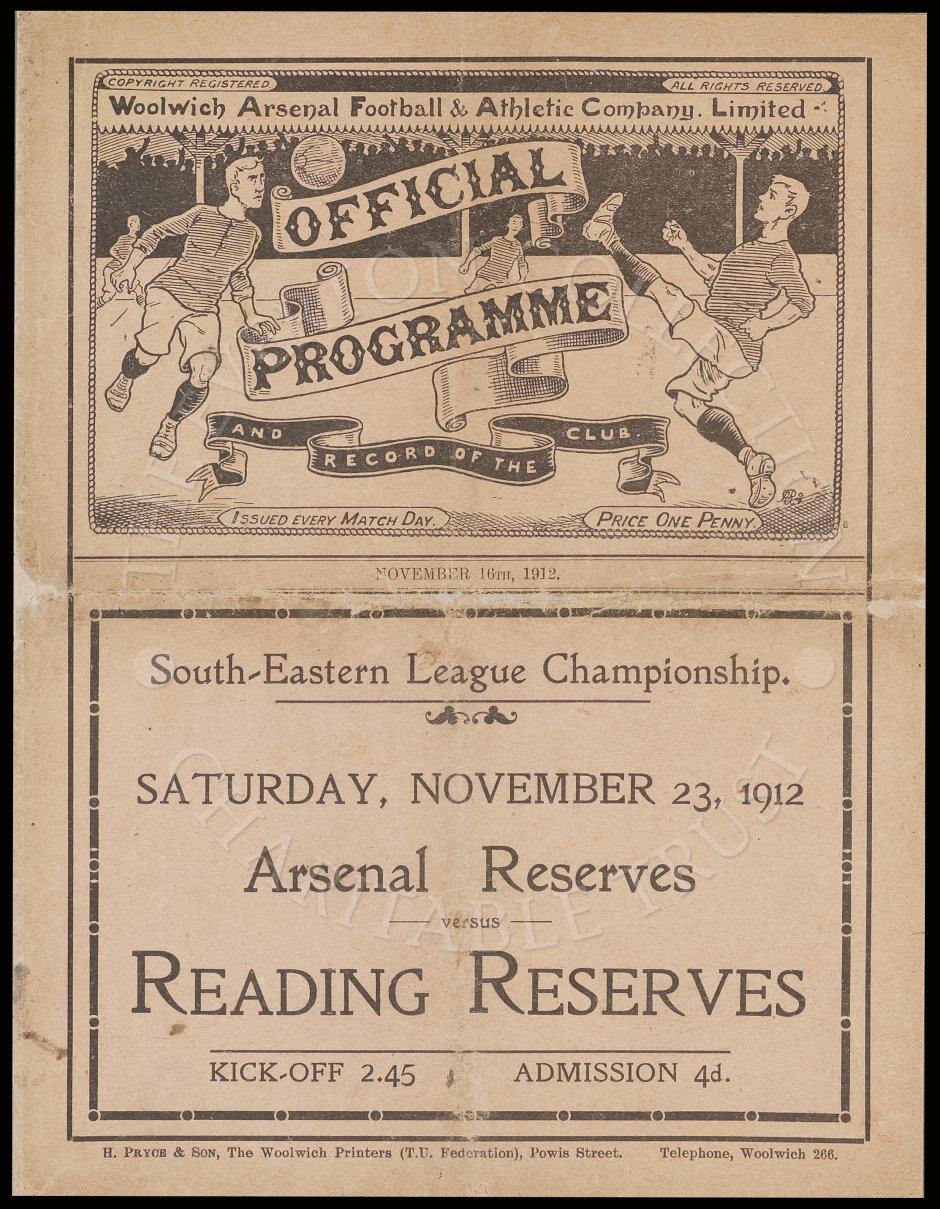 COPYRIGHT REGISTERED
ALL RIGHTS RESERVED.
Woolwich Arsenal Football & Athletic Company. Limited
OFFICIAL
PROGRAMME
AND
RECORD OF THE
CLUB.
ISSUED EVERY MATCH DAY.
PRICE ONE PENNY.
NOVEMBER 16TH, 1912.
South-Eastern League Championship.
SATURDAY, NOVEMBER 23, 1912
Arsenal Reserves
versus
READING RESERVES
KICK-OFF 2.45
ADMISSION 4d.
H. PRYCE & SON, The Woolwich Printers (T.U. Federation), Powis Street. Telephone, Woolwich 266.
CHARITABLE TRUST